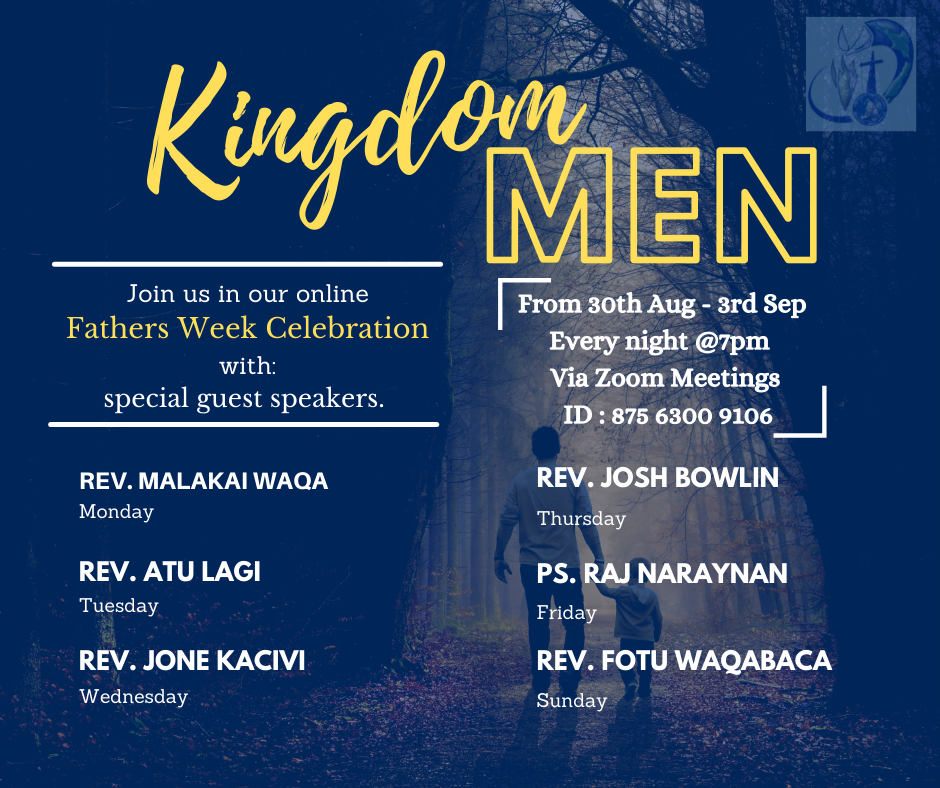 Kingdom
MEN
Join us in our online
Fathers Week Celebration
with:
special guest speakers.
From 30th Aug - 3rd Sep
Every night @7pm
Via Zoom Meetings
ID : 875 6300 9106
REV. MALAKAI WAQA
Monday
REV. ATU LAGI
Tuesday
REV. JONE KACIVI
Wednesday
REV. JOSH BOWLIN
Thursday
PS. RAJ NARAYNAN
Friday
REV. FOTU WAQABACA
Sunday